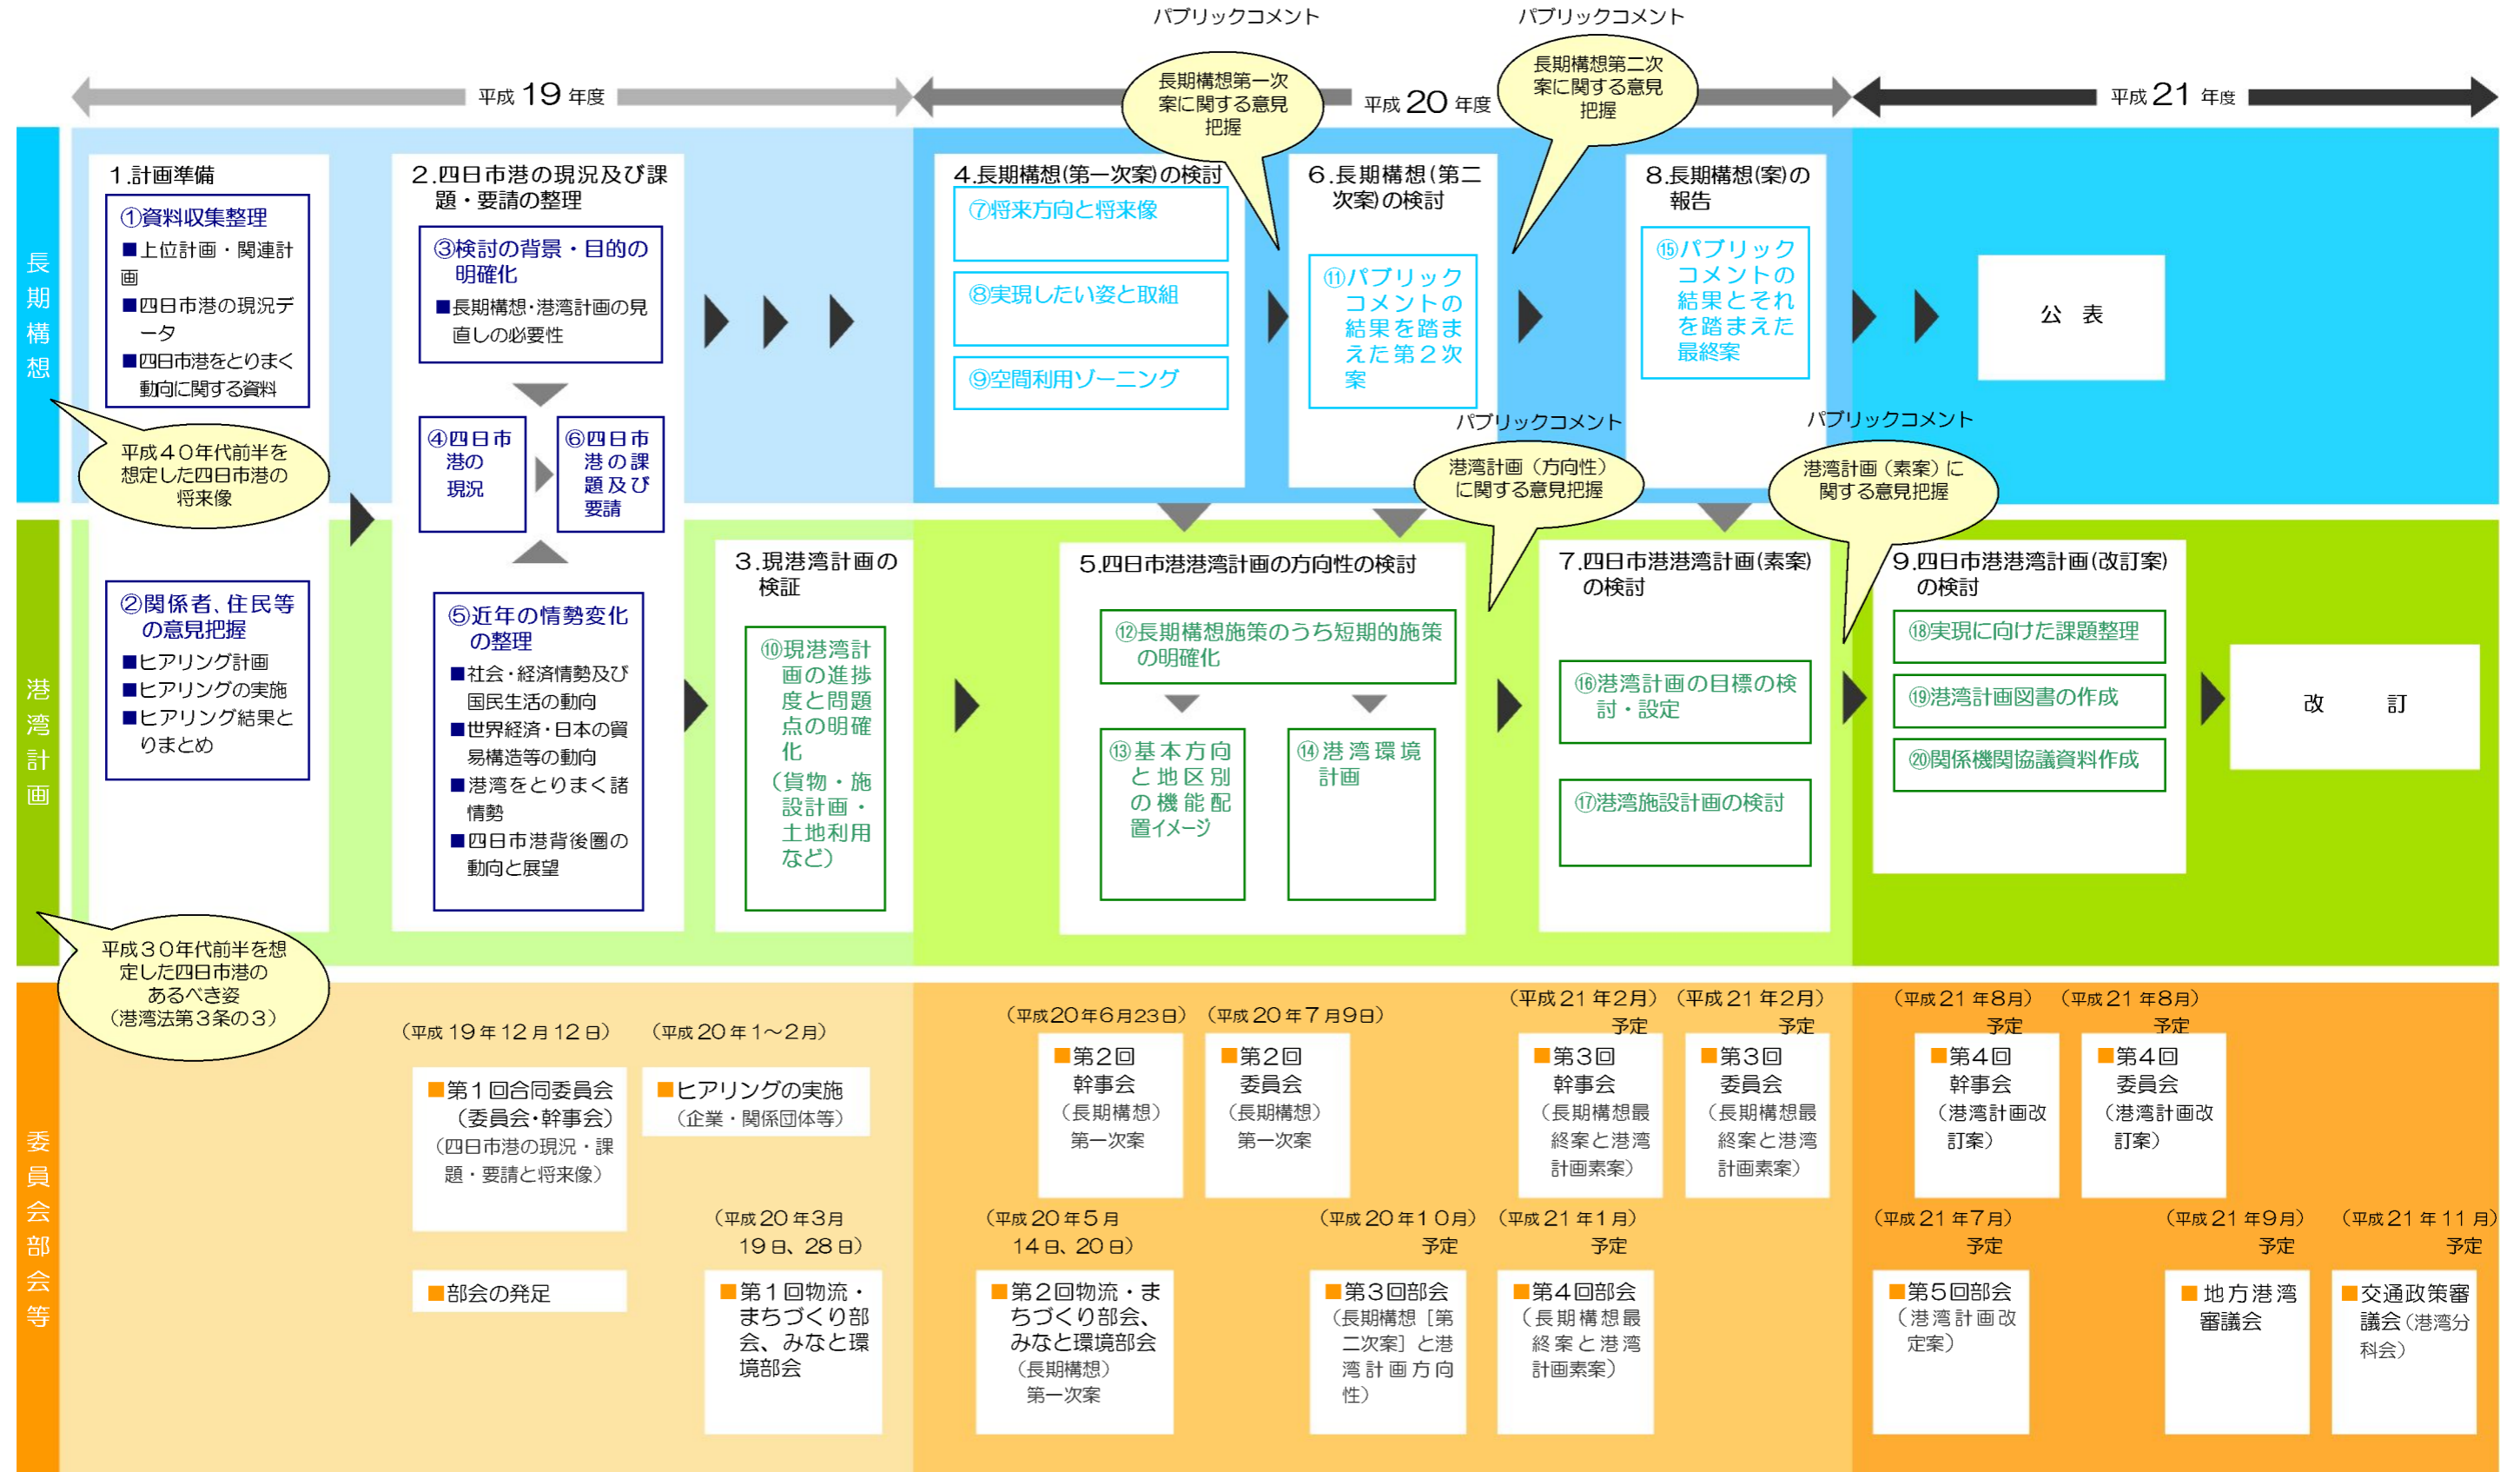 パブリックコメント
パブリックコメント
長期構想第一次
案に関する意見
把握
長期構想第二次
案に関する意見
把握
平成 19 年度
平成 20 年度
平成 21 年度
長期構想
1.計画準備
①資料収集整理
■上位計画・関連計
画
■四日市港の現況デ
ータ
■四日市港をとりまく
動向に関する資料
平成40年代前半を
想定した四日市港の
将来像
2.四日市港の現況及び課
題・要請の整理
③検討の背景・目的の
明確化
■長期構想・港湾計画の見
直しの必要性
④四日市
港の
現況
⑥四日市
港の課
題及び
要請
4.長期構想(第一次案)の検討
⑦将来方向と将来像
⑧実現したい姿と取組
⑨空間利用ゾーニング
6.長期構想(第二
次案)の検討
⑪パブリック
コメントの
結果を踏ま
えた第2次
案
8.長期構想(案)の
報告
⑮パブリック
コメントの
結果とそれ
を踏まえた
最終案
公 表
パブリックコメント
港湾計画(方向性)
に関する意見把握
パブリックコメント
港湾計画(素案)に
関する意見把握
港湾計画
②関係者、住民等
の意見把握
■ヒアリング計画
■ヒアリングの実施
■ヒアリング結果と
りまとめ
平成30年代前半を想
定した四日市港の
あるべき姿
(港湾法第3条の3)
⑤近年の情勢変化
の整理
■社会・経済情勢及び
国民生活の動向
■世界経済・日本の貿
易構造等の動向
■港湾をとりまく諸
情勢
■四日市港背後圏の
動向と展望
3.現港湾計画の
検証
⑩現港湾計
画の進捗
度と問題
点の明確
化
(貨物・施
設計画・
土地利用
など)
5.四日市港港湾計画の方向性の検討
⑫長期構想施策のうち短期的施策
の明確化
⑬基本方向
と地区別
の機能配
置イメージ
⑭港湾環境
計画
7.四日市港港湾計画(素案)
の検討
⑯港湾計画の目標の検
討・設定
⑰港湾施設計画の検討
9.四日市港港湾計画(改訂案)
の検討
⑱実現に向けた課題整理
⑲港湾計画図書の作成
⑳関係機関協議資料作成
改 訂
委員会部会等
(平成19年12月12日)
■第1回合同委員会
(委員会・幹事会)
(四日市港の現況・課
題・要請と将来像)
(平成20年1~2月)
■ヒアリングの実施
(企業・関係団体等)
■部会の発足
(平成20年3月
19日、28日)
■第1回物流・
まちづくり部
会、みなと環
境部会
(平成20年6月23日)
■第2回
幹事会
(長期構想)
第一次案
(平成20年7月9日)
■第2回
委員会
(長期構想)
第一次案
(平成21年2月)
予定
■第3回
幹事会
(長期構想最
終案と港湾
計画素案)
(平成21年2月)
予定
■第3回
委員会
(長期構想最
終案と港湾
計画素案)
(平成21年8月)
予定
■第4回
幹事会
(港湾計画改
訂案)
(平成21年8月)
予定
■第4回
委員会
(港湾計画改
訂案)
(平成20年5月
14日、20日)
■第2回物流・ま
ちづくり部会、
みなと環境部会
(長期構想)
第一次案
(平成20年10月)
予定
■第3回部会
(長期構想[第
二次案]と港
湾計画方向
性)
(平成21年1月)
予定
■第4回部会
(長期構想最
終案と港湾
計画素案)
(平成21年7月)
予定
■第5回部会
(港湾計画改
定案)
(平成21年9月)
予定
■地方港湾
審議会
(平成21年11月)
予定
■交通政策審
議会(港湾分
科会)